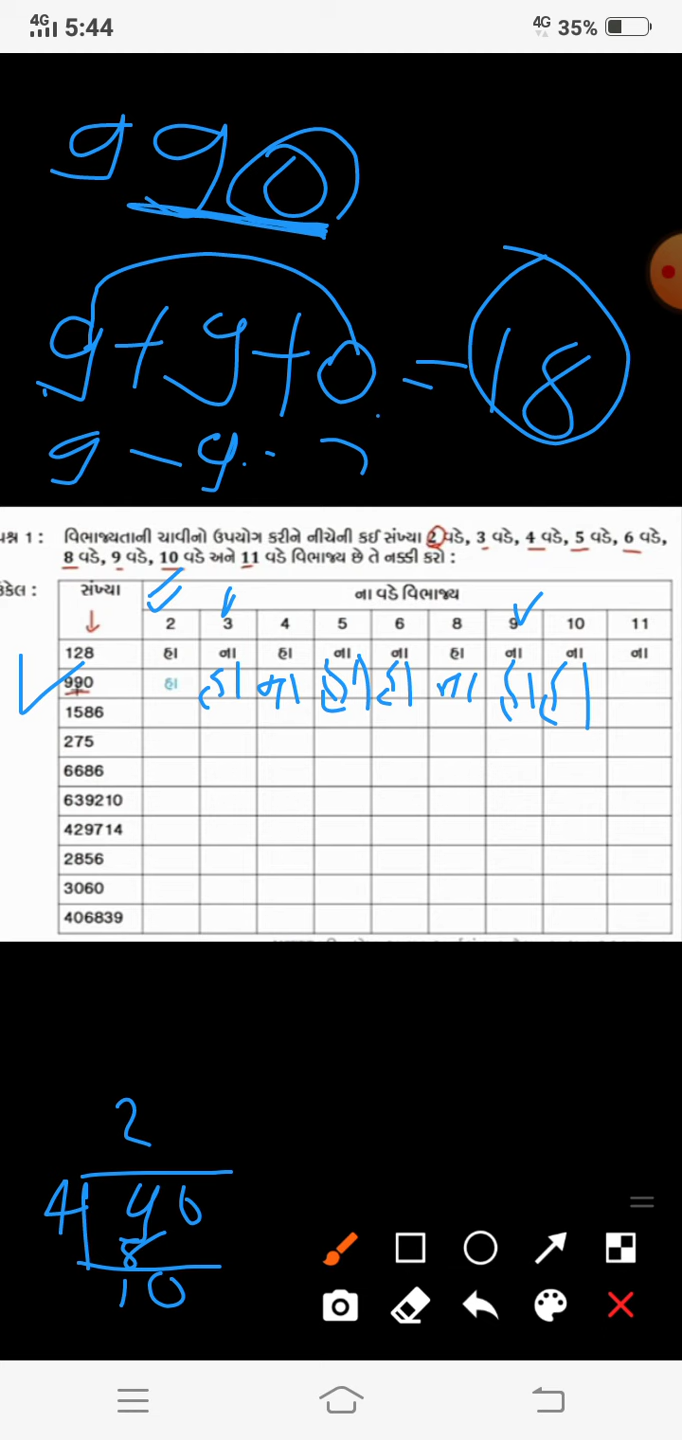 4G 5:44 4G 35%
990
9+9+0=18
9-9=
પ્રશ્ન 1 : વિભાજ્યતાની ચાવીનો ઉપયોગ કરીને નીચેની કઈ સંખ્યા 2 વડે, 3 વડે, 4 વડે, 5 વડે, 6 વડે,
8 વડે, 9 વડે, 10 વડે અને 11 વડે વિભાજ્ય છે તે નક્કી કરો :
ઉકેલ : સંખ્યા ના વડે વિભાજ્ય
2 3 4 5 6 8 9 10 11
128 હા ના હા ના ના હા ના ના ના
990 હા હા ના હા હા ના હા હા
1586
275
6686
639210
429714
2856
3060
406839
2
4 90
8
10